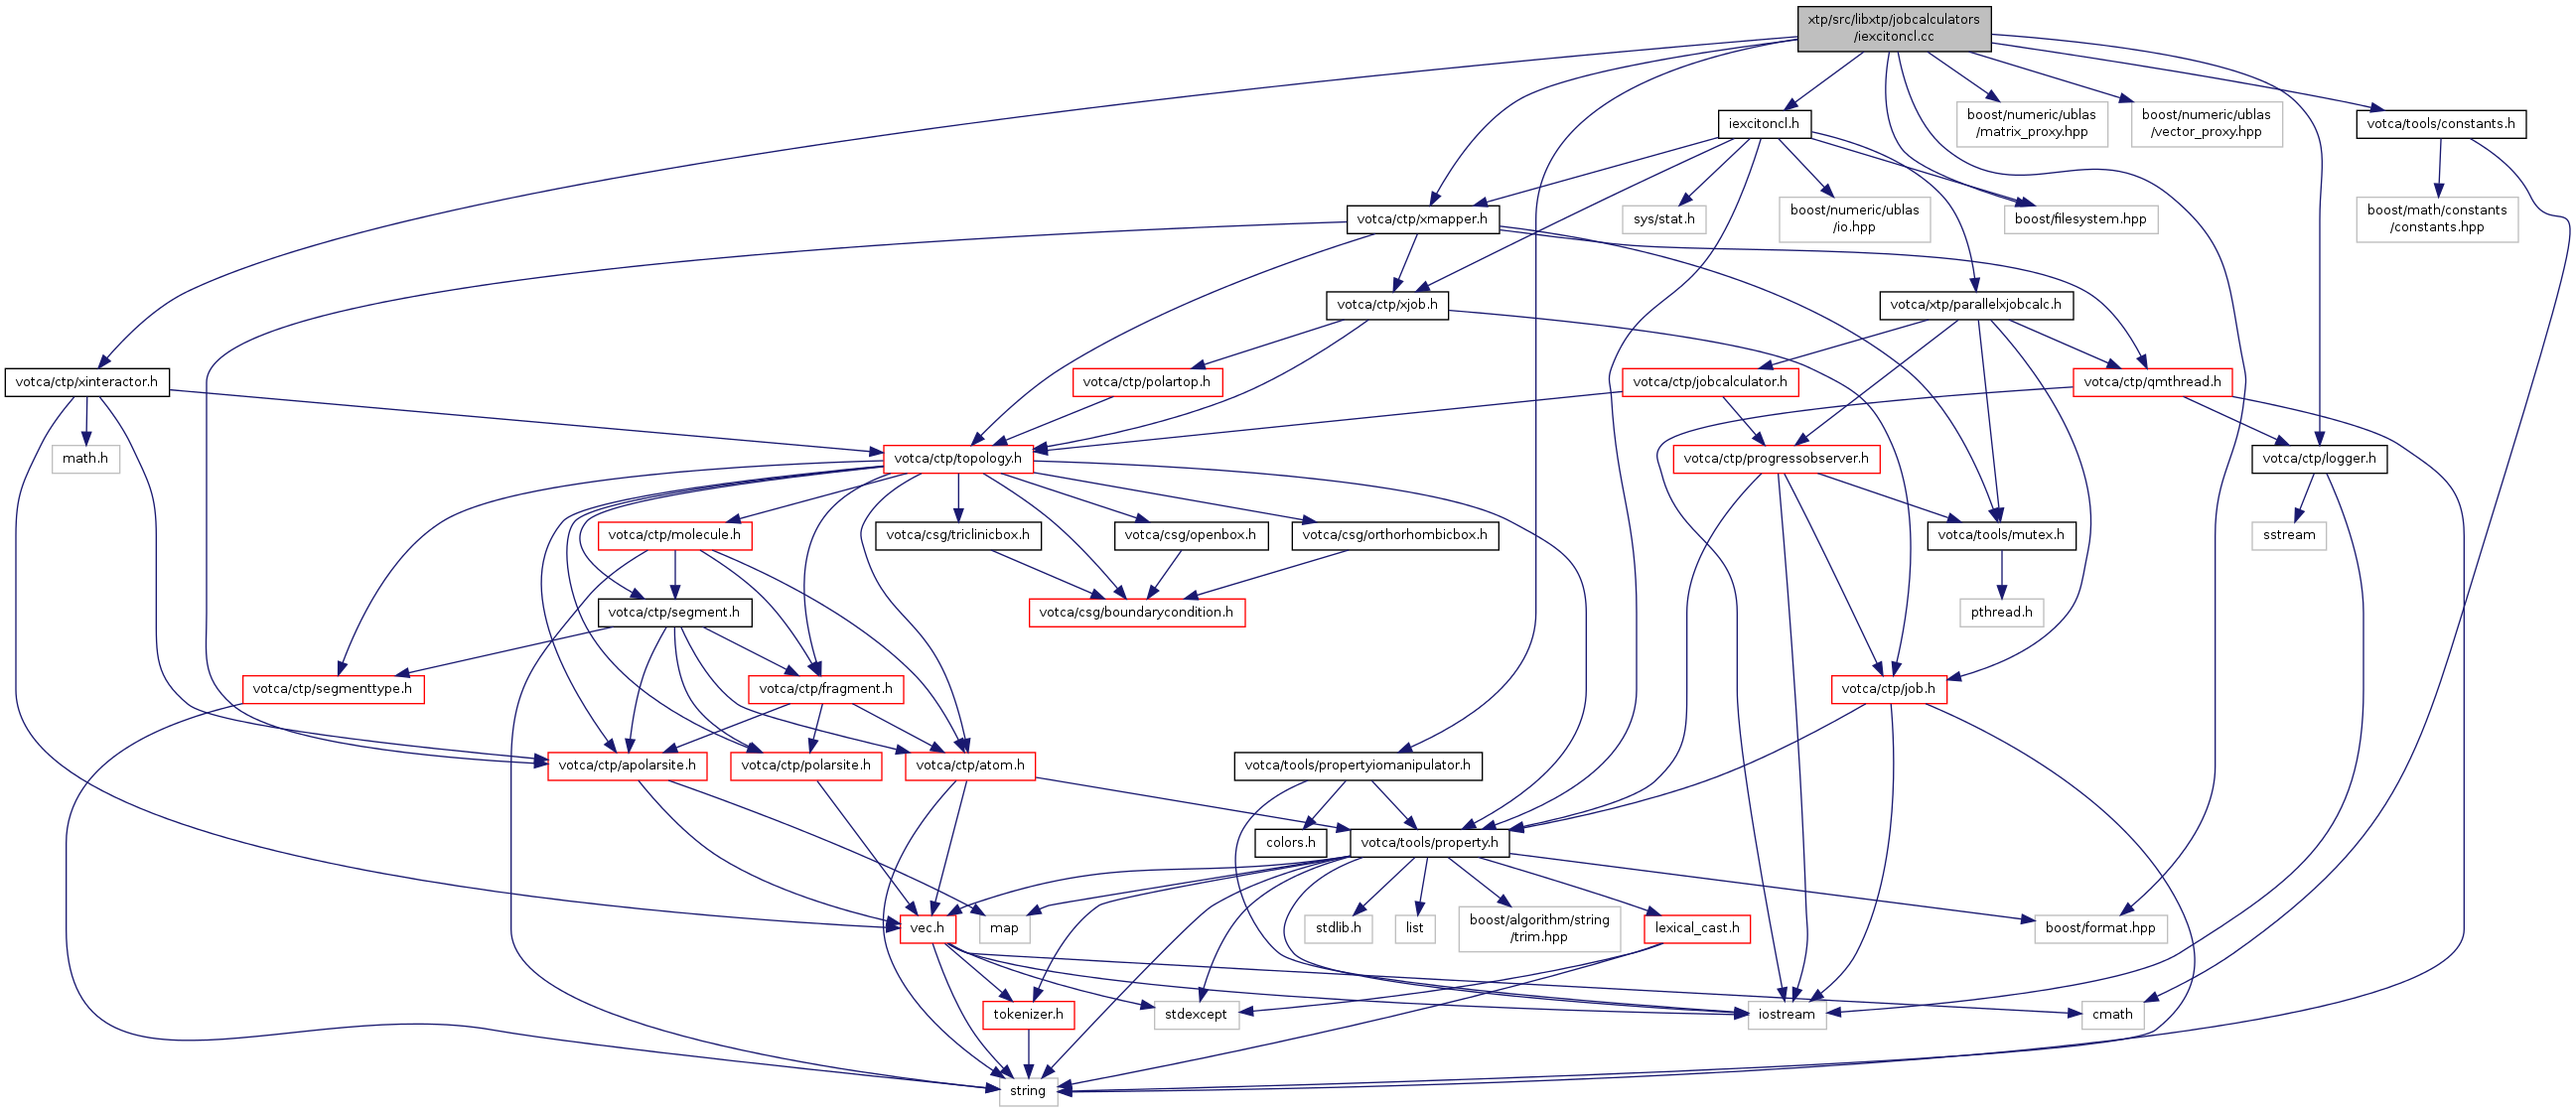 xtp/src/libxtp/jobcalculators
/iexcitoncl.cc
iexcitoncl.h
boost/numeric/ublas
/matrix_proxy.hpp
boost/numeric/ublas
/vector_proxy.hpp
votca/tools/constants.h
votca/ctp/xmapper.h
sys/stat.h
boost/numeric/ublas
/io.hpp
boost/filesystem.hpp
boost/math/constants
/constants.hpp
votca/ctp/xjob.h
votca/xtp/parallelxjobcalc.h
votca/ctp/xinteractor.h
votca/ctp/polartop.h
votca/ctp/jobcalculator.h
votca/ctp/qmthread.h
math.h
votca/ctp/topology.h
votca/ctp/progressobserver.h
votca/ctp/logger.h
votca/ctp/molecule.h
votca/csg/triclinicbox.h
votca/csg/openbox.h
votca/csg/orthorhombicbox.h
votca/tools/mutex.h
sstream
votca/ctp/segment.h
votca/csg/boundarycondition.h
pthread.h
votca/ctp/segmenttype.h
votca/ctp/fragment.h
votca/ctp/job.h
votca/ctp/apolarsite.h
votca/ctp/polarsite.h
votca/ctp/atom.h
votca/tools/propertyiomanipulator.h
colors.h
votca/tools/property.h
vec.h
map
stdlib.h
list
boost/algorithm/string
/trim.hpp
lexical_cast.h
boost/format.hpp
tokenizer.h
stdexcept
iostream
cmath
string